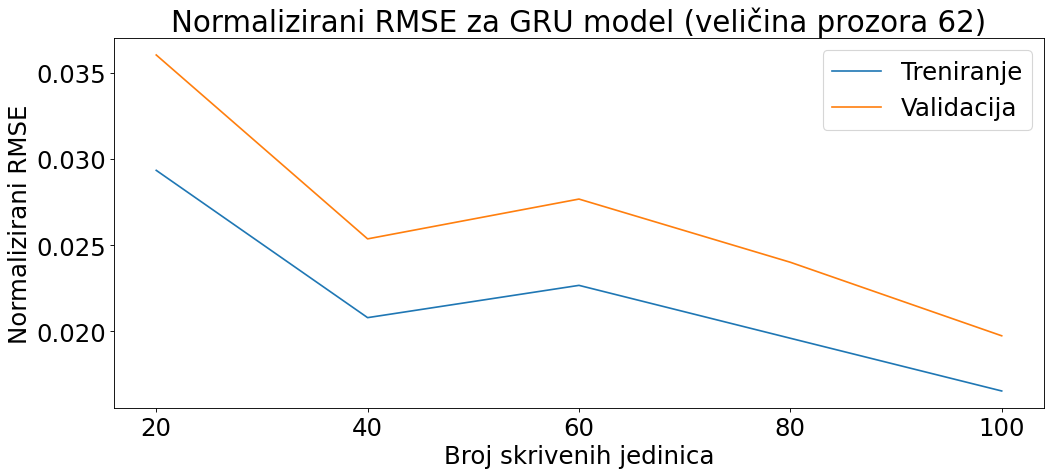 Normalizirani RMSE za GRU model (veličina prozora 62)
Treniranje
Validacija
Normalizirani RMSE
0.035
0.030
0.025
0.020
20 40 60 80 100
Broj skrivenih jedinica